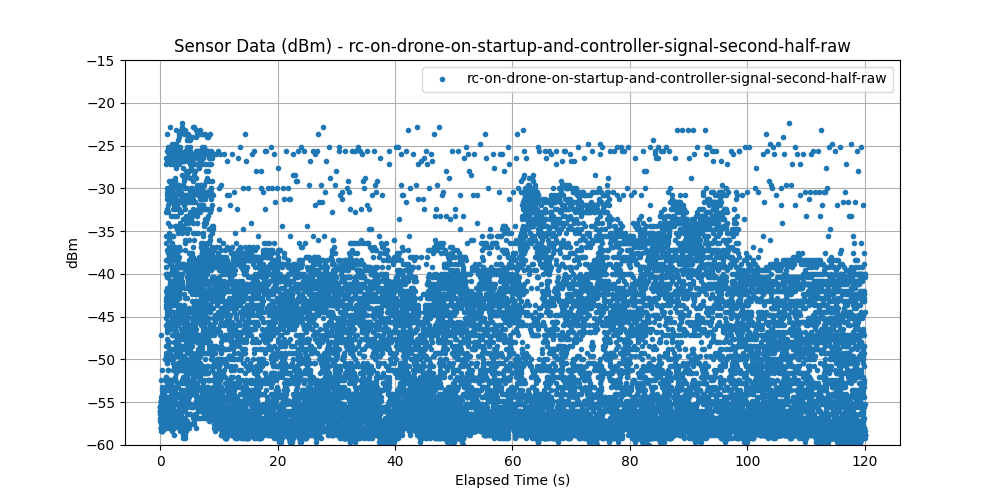 Sensor Data (dBm) - rc-on-drone-on-startup-and-controller-signal-second-half-raw
rc-on-drone-on-startup-and-controller-signal-second-half-raw
−15
−20
−25
−30
−35
−40
−45
−50
−55
−60
dBm
0 20 40 60 80 100 120
Elapsed Time (s)